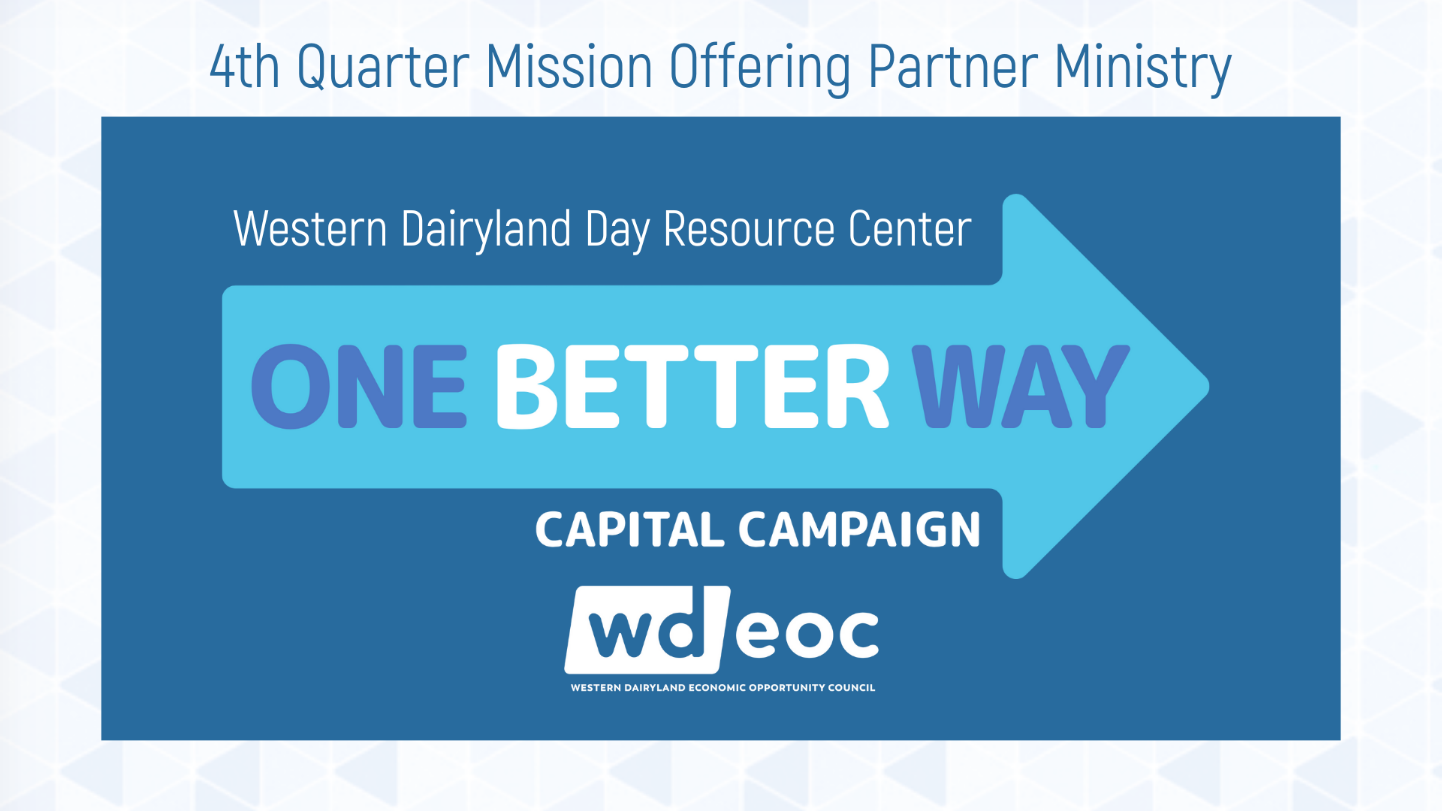 4th Quarter Mission Offering Partner Ministry
Western Dairyland Day Resource Center
ONE BETTER WAY
CAPITAL CAMPAIGN
wdeoc
WESTERN DAIRYLAND ECONOMIC OPPORTUNITY COUNCIL